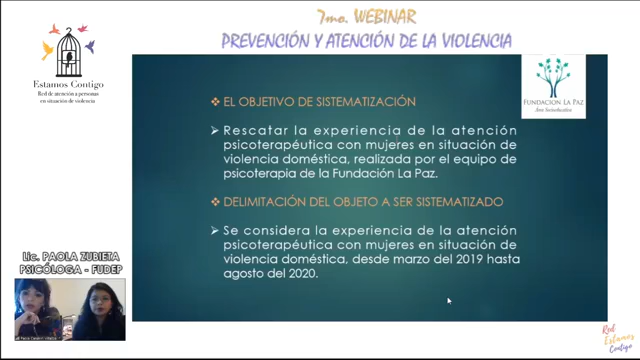 7mo. WEBINAR
PREVENCIÓN Y ATENCIÓN DE LA VIOLENCIA
Estamos Contigo
Red de atención a personas
en situación de violencia
FUNDACION LA PAZ
Area Socioeducativa
❖ EL OBJETIVO DE SISTEMATIZACIÓN
➢ Rescatar la experiencia de la atención
psicoterapéutica con mujeres en situación de
violencia doméstica, realizada por el equipo de
psicoterapia de la Fundación La Paz.
❖ DELIMITACIÓN DEL OBJETO A SER SISTEMATIZADO
➢ Se considera la experiencia de la atención
psicoterapéutica con mujeres en situación de
violencia doméstica, desde marzo del 2019 hasta
agosto del 2020.
Lic. PAOLA ZUBIETA
PSICÓLOGA - FUDEP
Red
Estamos
Contigo